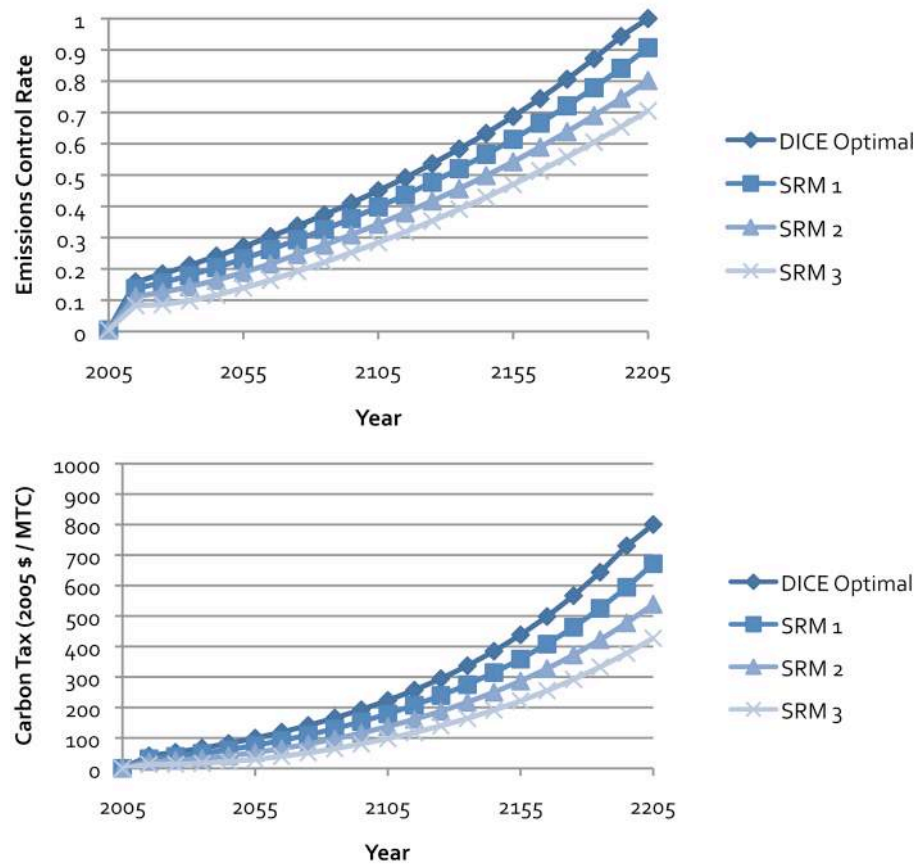 1
0.9
0.8
0.7
0.6
0.5
0.4
0.3
0.2
0.1
0
Emissions Control Rate
2005
2055
2105
2155
2205
Year
DICE Optimal
SRM 1
SRM 2
SRM 3
1000
900
800
700
600
500
400
300
200
100
0
Carbon Tax (2005 $ / MTC)
2005
2055
2105
2155
2205
Year
DICE Optimal
SRM 1
SRM 2
SRM 3